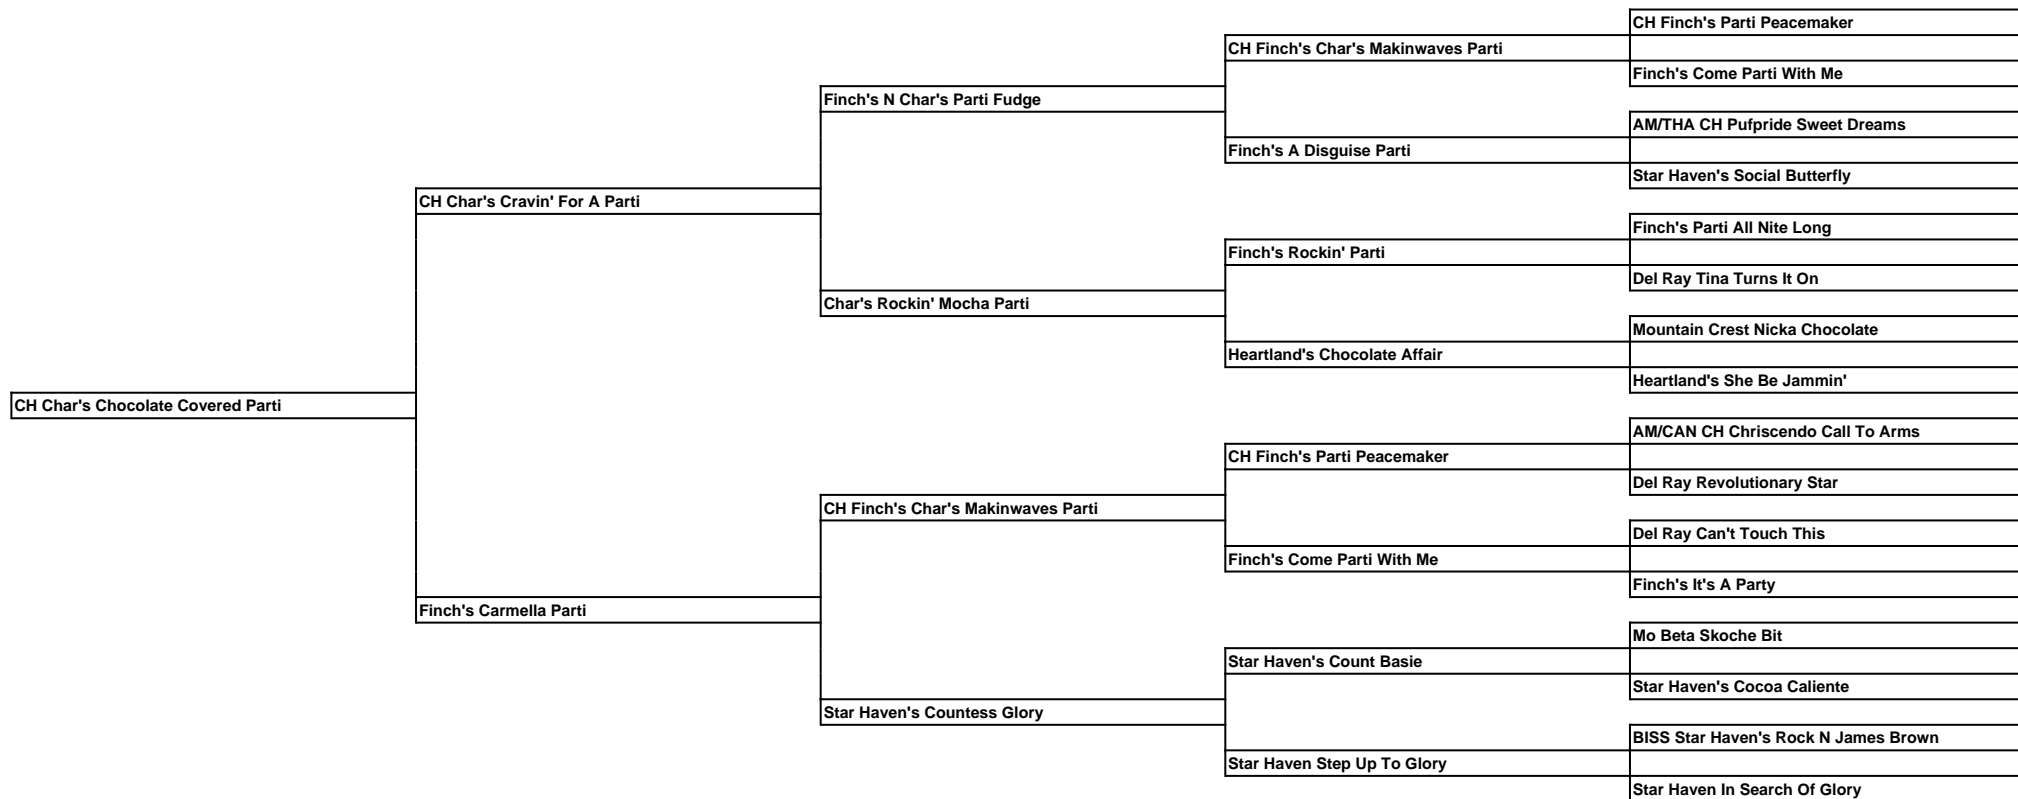 CH Finch's Parti Peacemaker
CH Finch's Char's Makinwaves Parti
Finch's Come Parti With Me
Finch's N Char's Parti Fudge
AM/THA CH Pufpride Sweet Dreams
Finch's A Disguise Parti
Star Haven's Social Butterfly
CH Char's Cravin' For A Parti
Finch's Parti All Nite Long
Finch's Rockin' Parti
Del Ray Tina Turns It On
Char's Rockin' Mocha Parti
Mountain Crest Nicka Chocolate
Heartland's Chocolate Affair
Heartland's She Be Jammin'
CH Char's Chocolate Covered Parti
AM/CAN CH Chriscendo Call To Arms
CH Finch's Parti Peacemaker
Del Ray Revolutionary Star
CH Finch's Char's Makinwaves Parti
Del Ray Can't Touch This
Finch's Come Parti With Me
Finch's It's A Party
Finch's Carmella Parti
Mo Beta Skoche Bit
Star Haven's Count Basie
Star Haven's Cocoa Caliente
Star Haven's Countess Glory
BISS Star Haven's Rock N James Brown
Star Haven Step Up To Glory
Star Haven In Search Of Glory